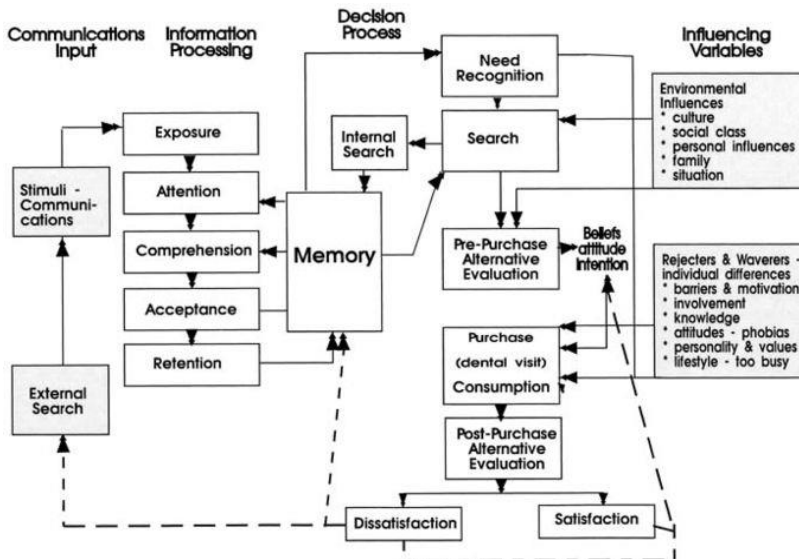 Communications
Input
Information
Processing
Decision
Process
Influencing
Variables
Need
Recognition
Environmental
Influences
* culture
* social class
* personal influences
* family
* situation
Exposure
Internal
Search
Search
Stimuli -
Communi-
cations
Attention
Memory
Comprehension
Pre-Purchase
Alternative
Evaluation
Beliefs
attitude
Intention
Rejecters & Waverers -
individual differences
* barriers & motivation
* involvement
* knowledge
* attitudes - phobias
* personality & values
* lifestyle - too busy
Acceptance
Retention
Purchase
(dental visit)
Consumption
External
Search
Post-Purchase
Alternative
Evaluation
Dissatisfaction
Satisfaction